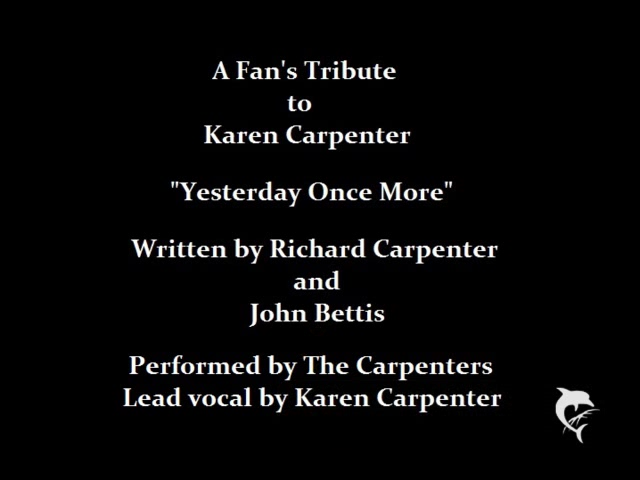 A Fan's Tribute
to
Karen Carpenter
"Yesterday Once More"
Written by Richard Carpenter
and
John Bettis
Performed by The Carpenters
Lead vocal by Karen Carpenter